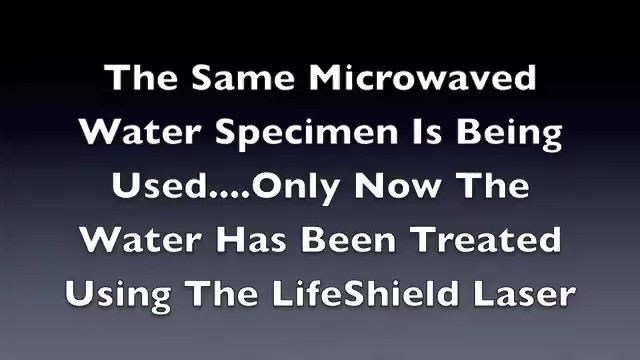 The Same Microwaved
Water Specimen Is Being
Used....Only Now The
Water Has Been Treated
Using The LifeShield Laser